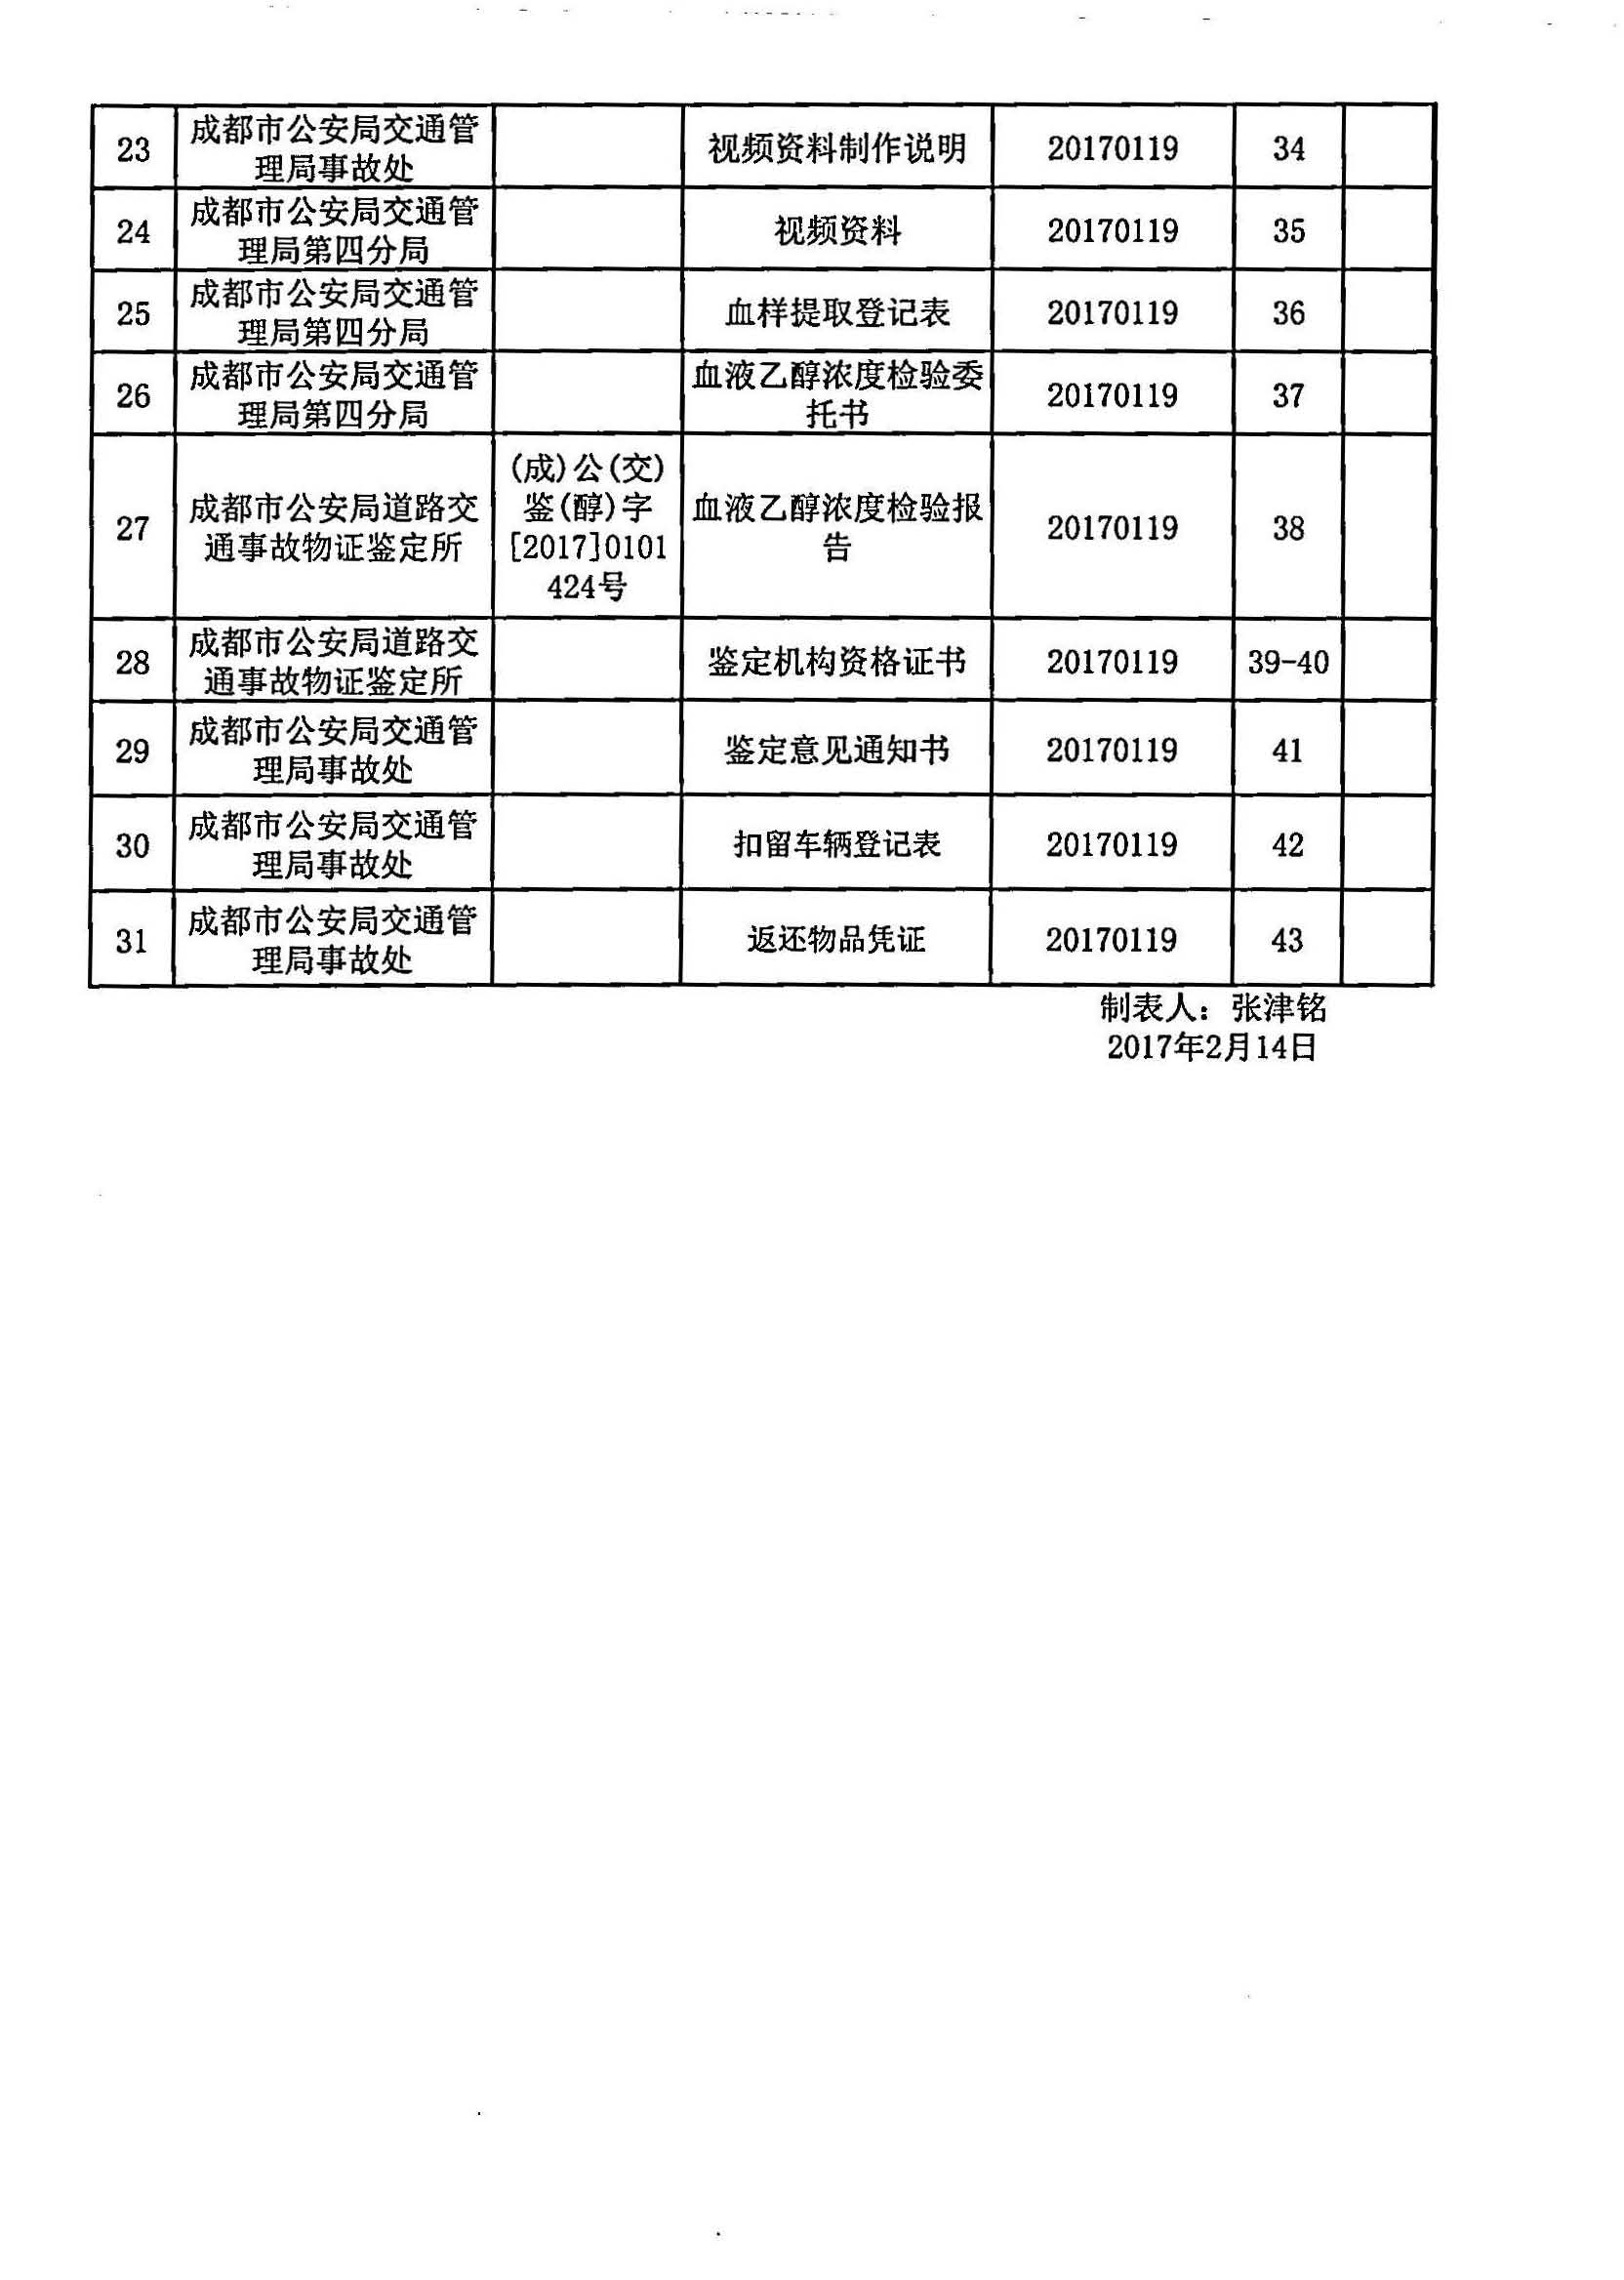 23 成都市公安局交通管理局事故处 视频资料制作说明 20170119 34
24 成都市公安局交通管理局第四分局 视频资料 20170119 35
25 成都市公安局交通管理局第四分局 血样提取登记表 20170119 36
26 成都市公安局交通管理局第四分局 血液乙醇浓度检验委托书 20170119 37
27 成都市公安局道路交通事故物证鉴定所 (成)公(交)鉴(醇)字[2017]0101424号 血液乙醇浓度检验报告 20170119 38
28 成都市公安局道路交通事故物证鉴定所 鉴定机构资格证书 20170119 39-40
29 成都市公安局交通管理局事故处 鉴定意见通知书 20170119 41
30 成都市公安局交通管理局事故处 扣留车辆登记表 20170119 42
31 成都市公安局交通管理局事故处 返还物品凭证 20170119 43
制表人：张津铭
2017年2月14日